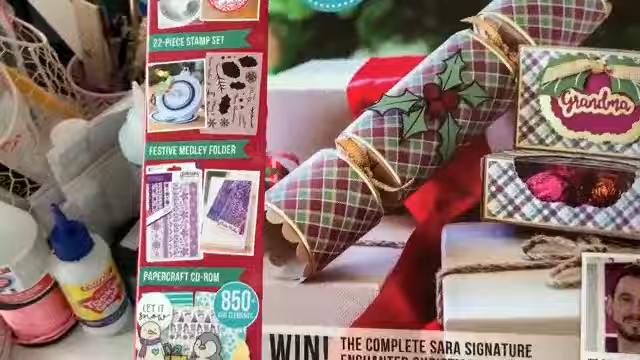 22-PIECE STAMP SET
FESTIVE MEDLEY FOLDER
PAPERCRAFT CD-ROM
LET IT
snow
850+
Grandma
WIN! THE COMPLETE SARA SIGNATURE